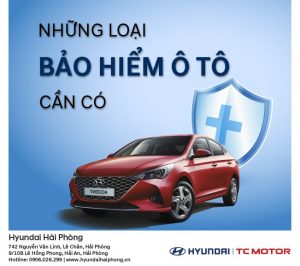 NHỮNG LOẠI
BẢO HIỂM Ô TÔ
CẦN CÓ
Hyundai Hải Phòng
742 Nguyễn Văn Linh, Lê Chân, Hải Phòng
9/10B Lê Hồng Phong, Hải An, Hải Phòng
Hotline: 0906.026.299 | www.hyundaihaiphong.vn
HYUNDAI | TC MOTOR